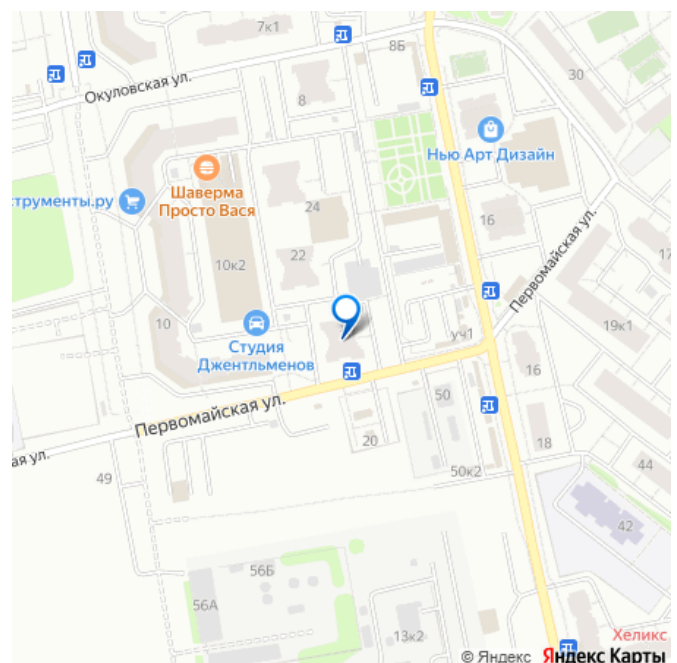 7к1
8Б
Окуловская ул.
30
8
Нью Арт Дизайн
Шаверма
Просто Вася
струменты.ру
24
16
Первомайская ул.
22
17
10к2
10
уч1
19к1
Студия
Джентльменов
16
50
Первомайская ул.
20
18
ая ул.
49
50к2
44
42
56Б
56А
13к2
Хеликс
© Яндекс Яндекс Карты